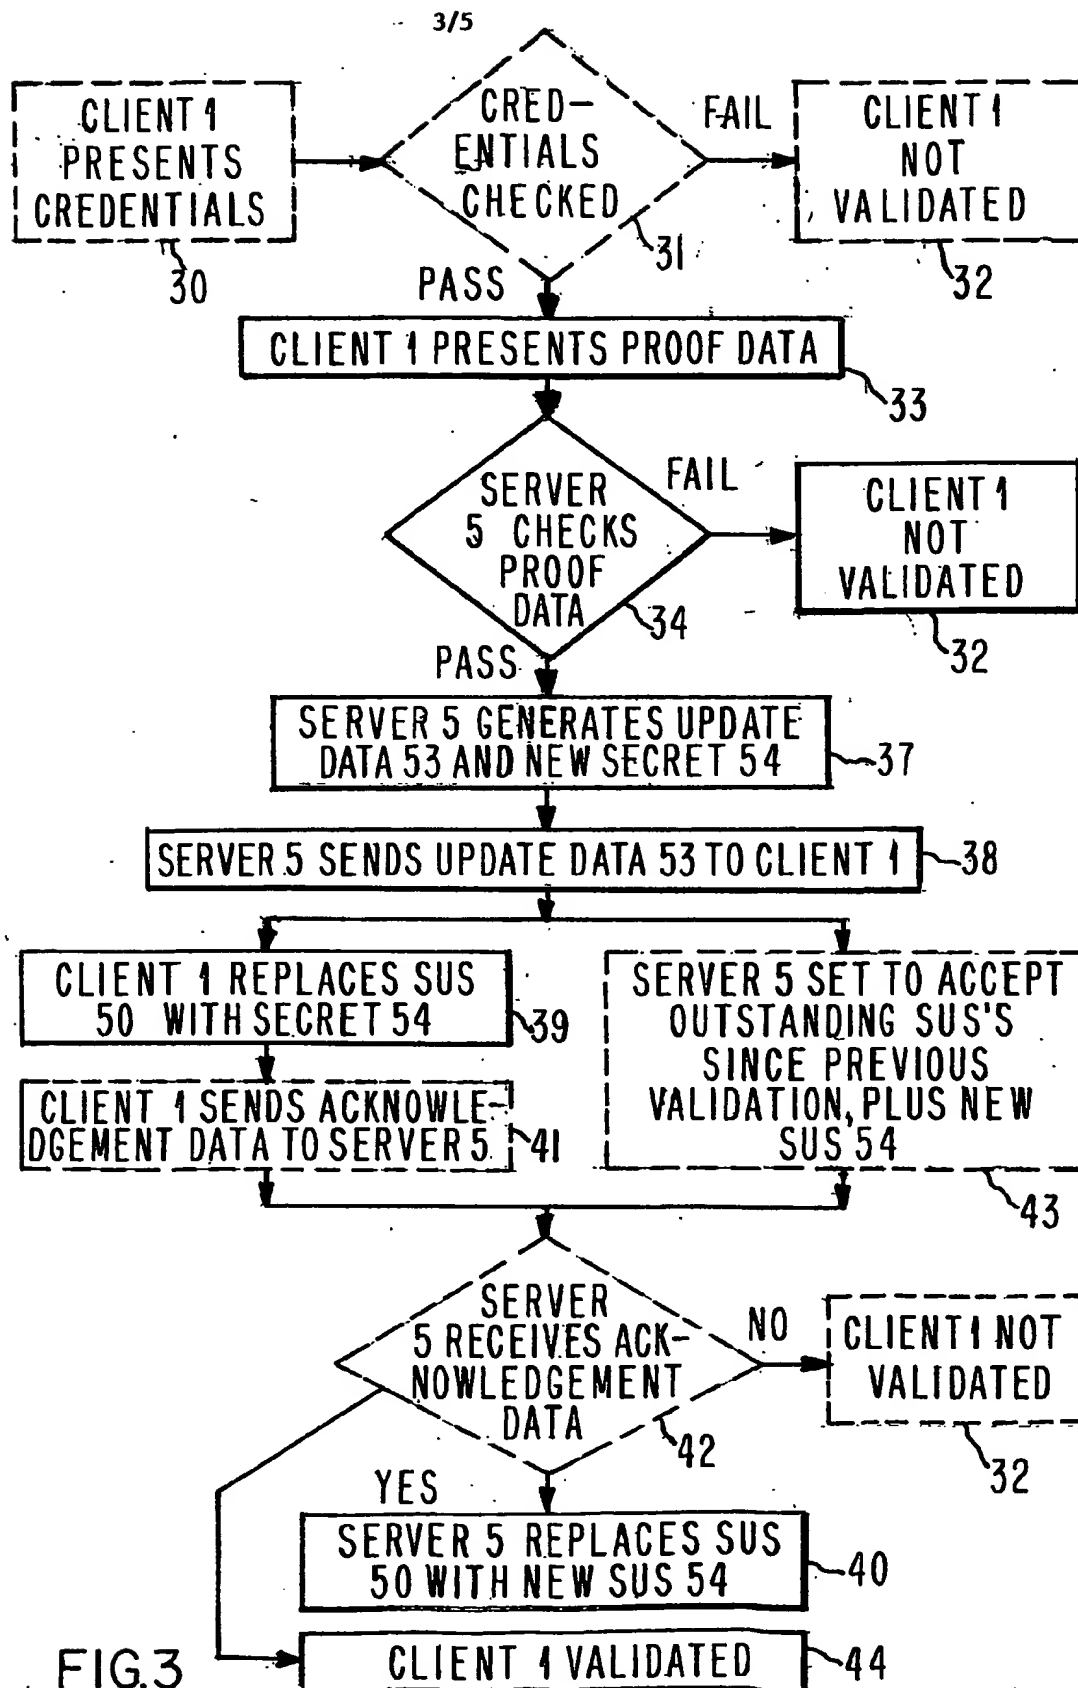 3/5
CLIENT 1
PRESENTS
CREDENTIALS
30
CRED-
ENTIALS
CHECKED
31
FAIL
CLIENT 1
NOT
VALIDATED
32
PASS
CLIENT 1 PRESENTS PROOF DATA
33
SERVER
5 CHECKS
PROOF
DATA
34
FAIL
CLIENT 1
NOT
VALIDATED
32
PASS
SERVER 5 GENERATES UPDATE
DATA 53 AND NEW SECRET 54
37
SERVER 5 SENDS UPDATE DATA 53 TO CLIENT 1
38
CLIENT 1 REPLACES SUS
50 WITH SECRET 54
39
CLIENT 1 SENDS ACKNOWLE-
DGEMENT DATA TO SERVER 5
41
SERVER 5 SET TO ACCEPT
OUTSTANDING SUS'S
SINCE PREVIOUS
VALIDATION, PLUS NEW
SUS 54
43
SERVER
5 RECEIVES ACK-
NOWLEDGEMENT
DATA
42
NO
CLIENT 1 NOT
VALIDATED
32
YES
SERVER 5 REPLACES SUS
50 WITH NEW SUS 54
40
CLIENT 1 VALIDATED
44
FIG.3